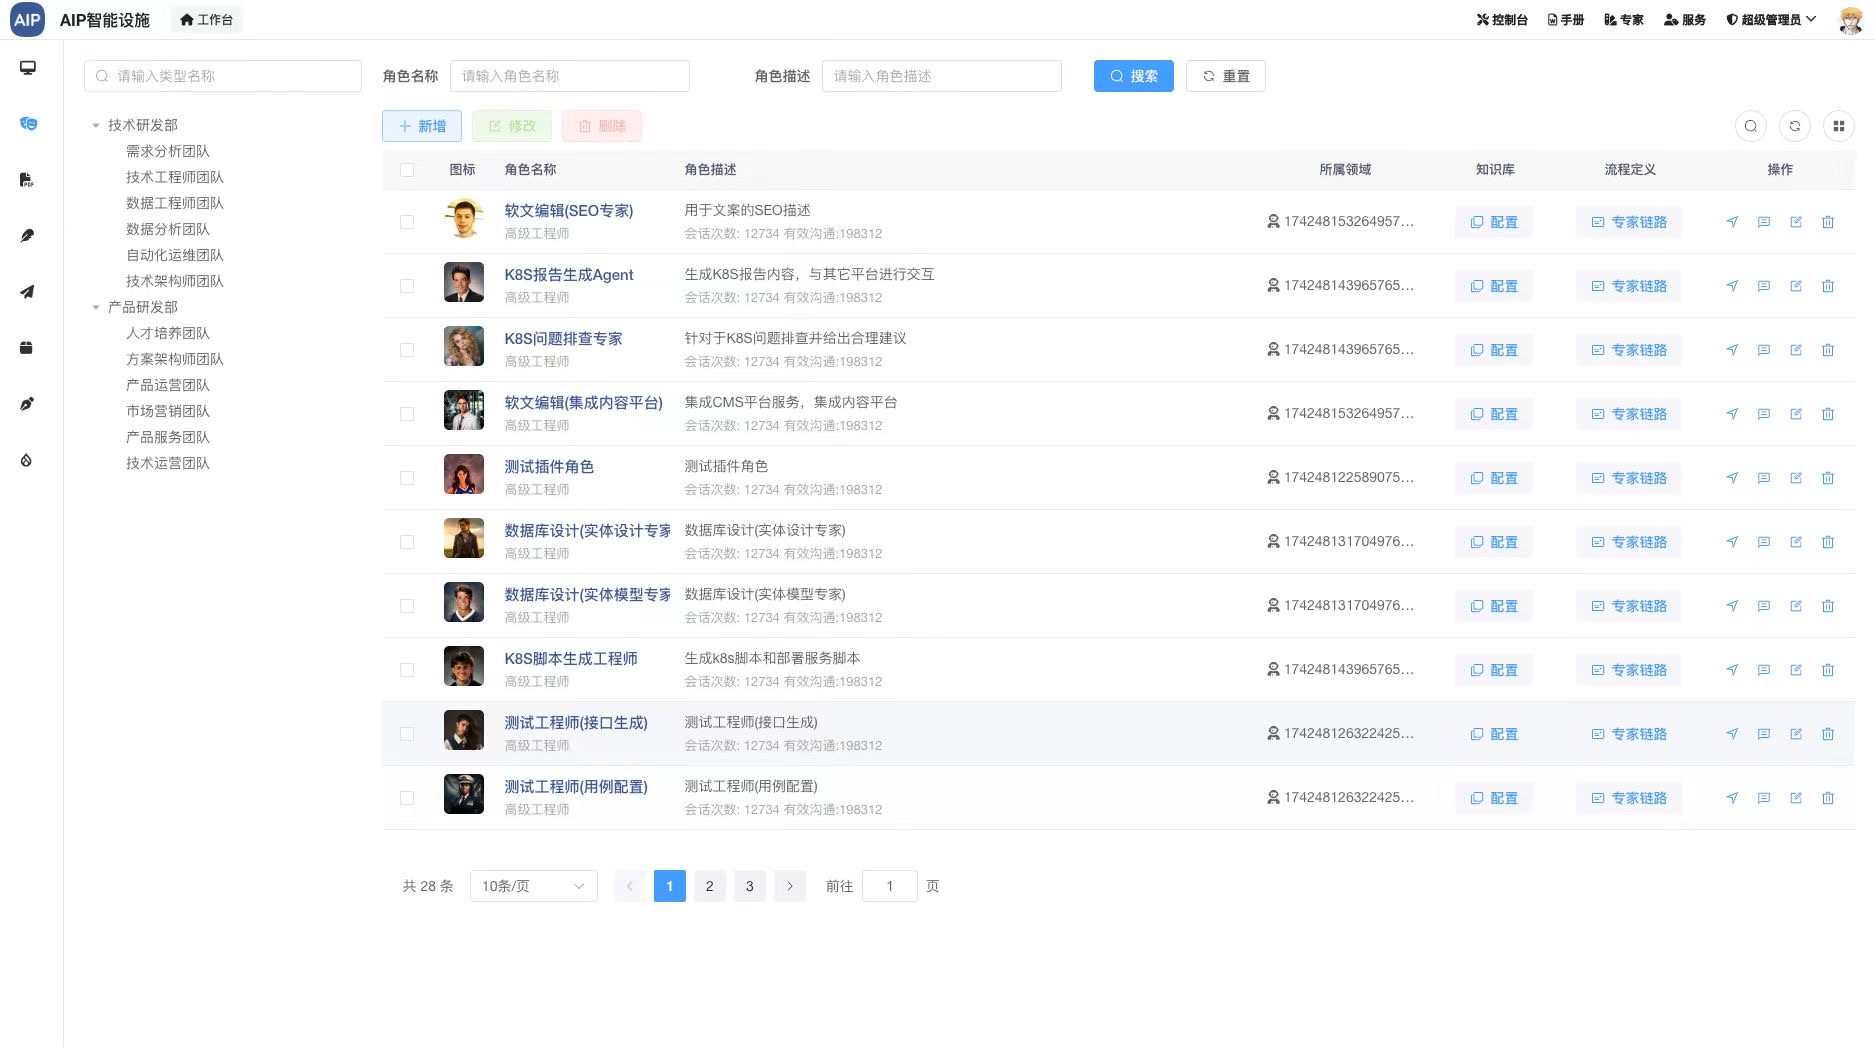 AIP AIP智能设施 工作台 控制台 手册 专家 服务 超级管理员
请输入类型名称
技术研发部
需求分析团队
技术工程师团队
数据工程师团队
数据分析团队
自动化运维团队
技术架构师团队
产品研发部
人才培养团队
方案架构师团队
产品运营团队
市场营销团队
产品服务团队
技术运营团队
角色名称 请输入角色名称 角色描述 请输入角色描述 搜索 重置
新增 修改 删除
图标 角色名称 角色描述 所属领域 知识库 流程定义 操作
软文编辑(SEO专家) 用于文案的SEO描述
高级工程师 会话次数: 12734 有效沟通:198312
174248153264957... 配置 专家链路
K8S报告生成Agent 生成K8S报告内容，与其它平台进行交互
高级工程师 会话次数: 12734 有效沟通:198312
174248143965765... 配置 专家链路
K8S问题排查专家 针对于K8S问题排查并给出合理建议
高级工程师 会话次数: 12734 有效沟通:198312
174248143965765... 配置 专家链路
软文编辑(集成内容平台) 集成CMS平台服务，集成内容平台
高级工程师 会话次数: 12734 有效沟通:198312
174248153264957... 配置 专家链路
测试插件角色 测试插件角色
高级工程师 会话次数: 12734 有效沟通:198312
174248122589075... 配置 专家链路
数据库设计(实体设计专家 数据库设计(实体设计专家)
高级工程师 会话次数: 12734 有效沟通:198312
174248131704976... 配置 专家链路
数据库设计(实体模型专家 数据库设计(实体模型专家)
高级工程师 会话次数: 12734 有效沟通:198312
174248131704976... 配置 专家链路
K8S脚本生成工程师 生成k8s脚本和部署服务脚本
高级工程师 会话次数: 12734 有效沟通:198312
174248143965765... 配置 专家链路
测试工程师(接口生成) 测试工程师(接口生成)
高级工程师 会话次数: 12734 有效沟通:198312
174248126322425... 配置 专家链路
测试工程师(用例配置) 测试工程师(用例配置)
高级工程师 会话次数: 12734 有效沟通:198312
174248126322425... 配置 专家链路
共 28 条 10条/页 1 2 3 前往 1 页